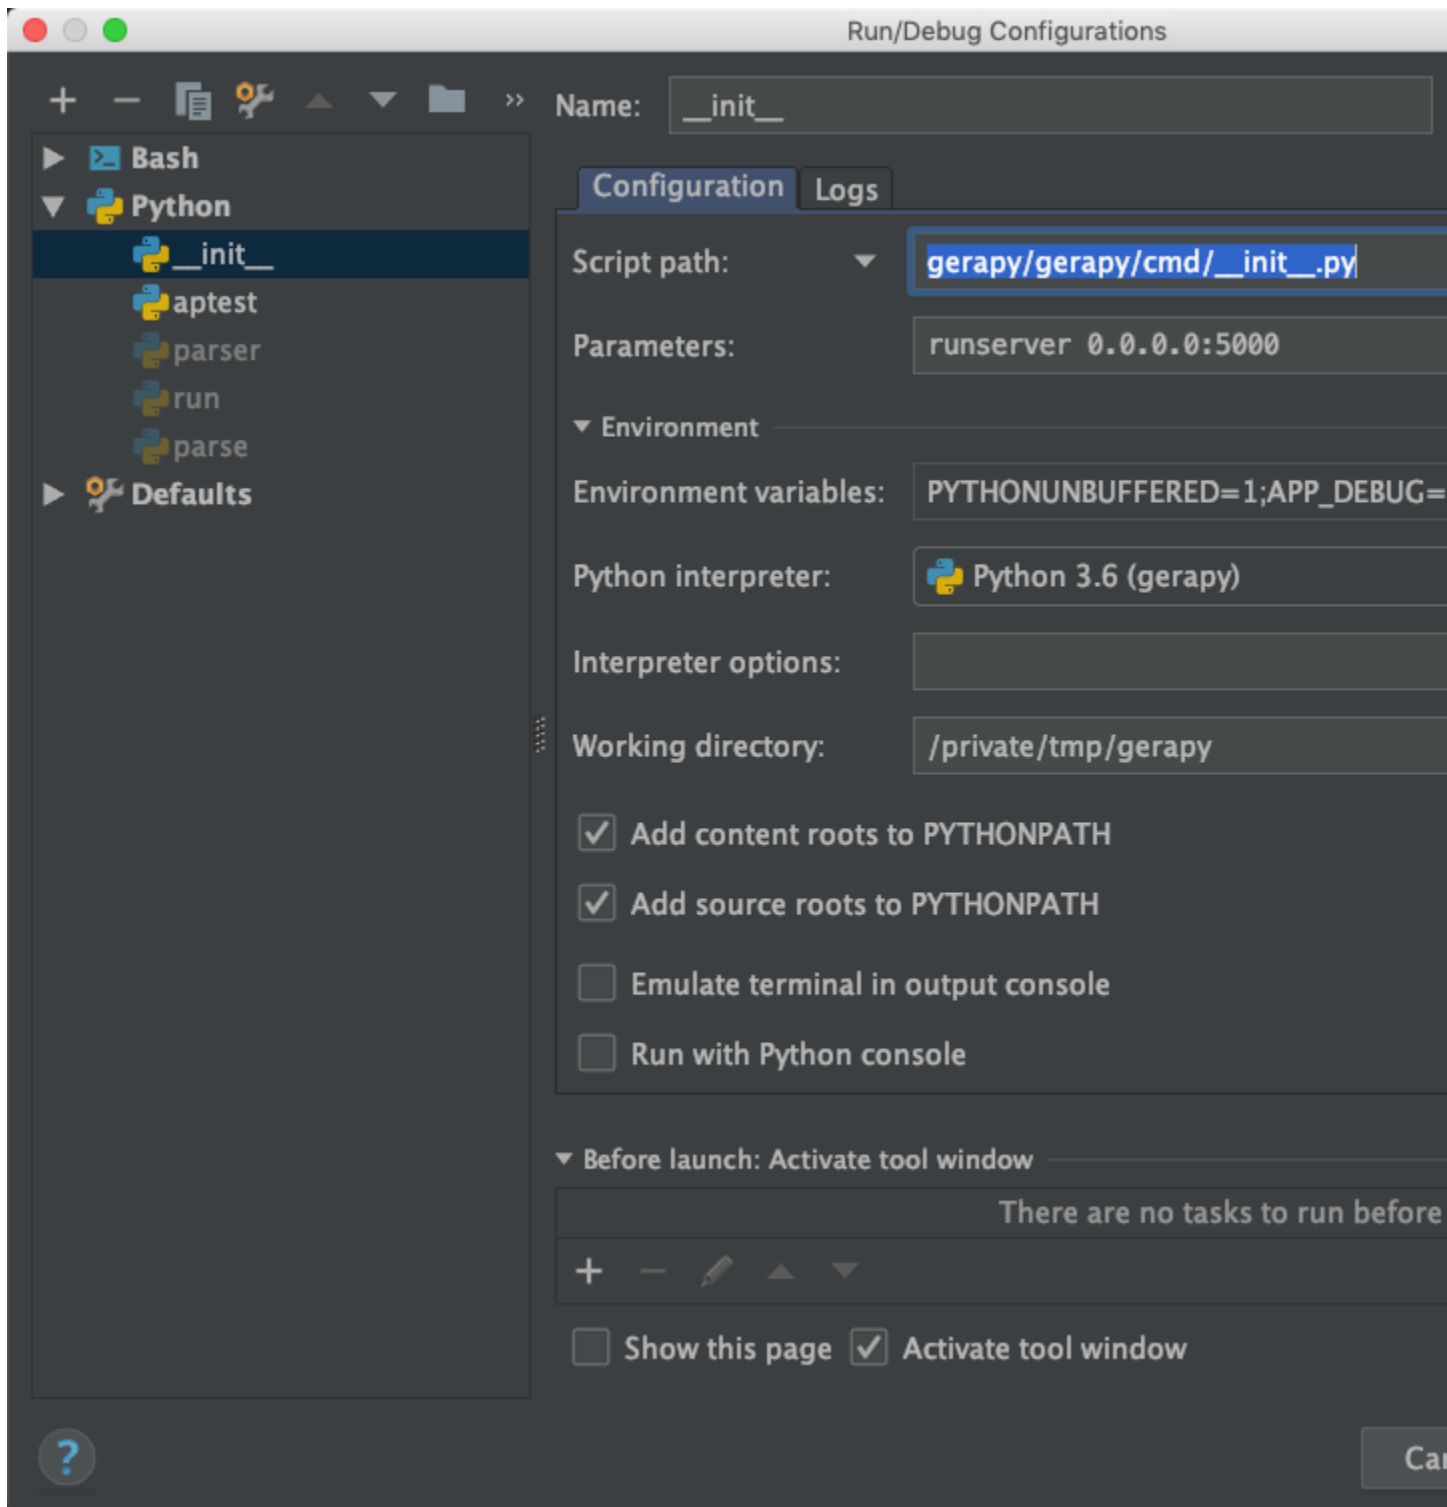 Run/Debug Configurations
Name: __init__
Bash
Python
__init__
aptest
parser
run
parse
Defaults
Configuration Logs
Script path: gerapy/gerapy/cmd/__init__.py
Parameters: runserver 0.0.0.0:5000
Environment
Environment variables: PYTHONUNBUFFERED=1;APP_DEBUG=
Python interpreter: Python 3.6 (gerapy)
Interpreter options:
Working directory: /private/tmp/gerapy
Add content roots to PYTHONPATH
Add source roots to PYTHONPATH
Emulate terminal in output console
Run with Python console
Before launch: Activate tool window
There are no tasks to run before
Show this page Activate tool window
?